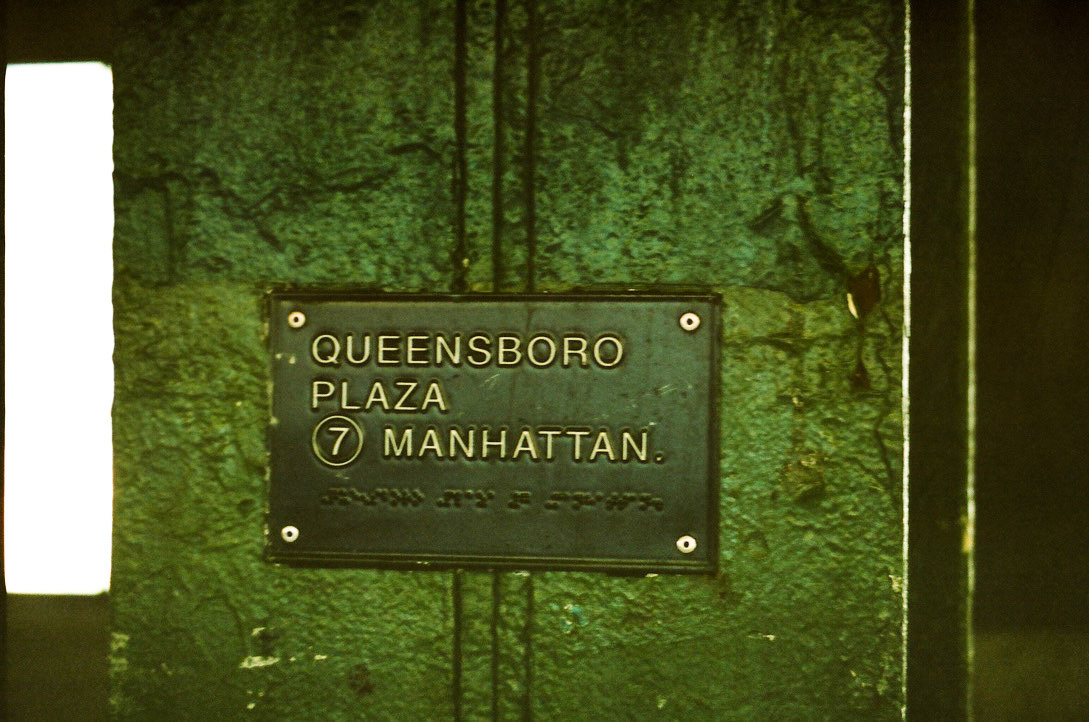 QUEENSBORO
PLAZA
7 MANHATTAN.